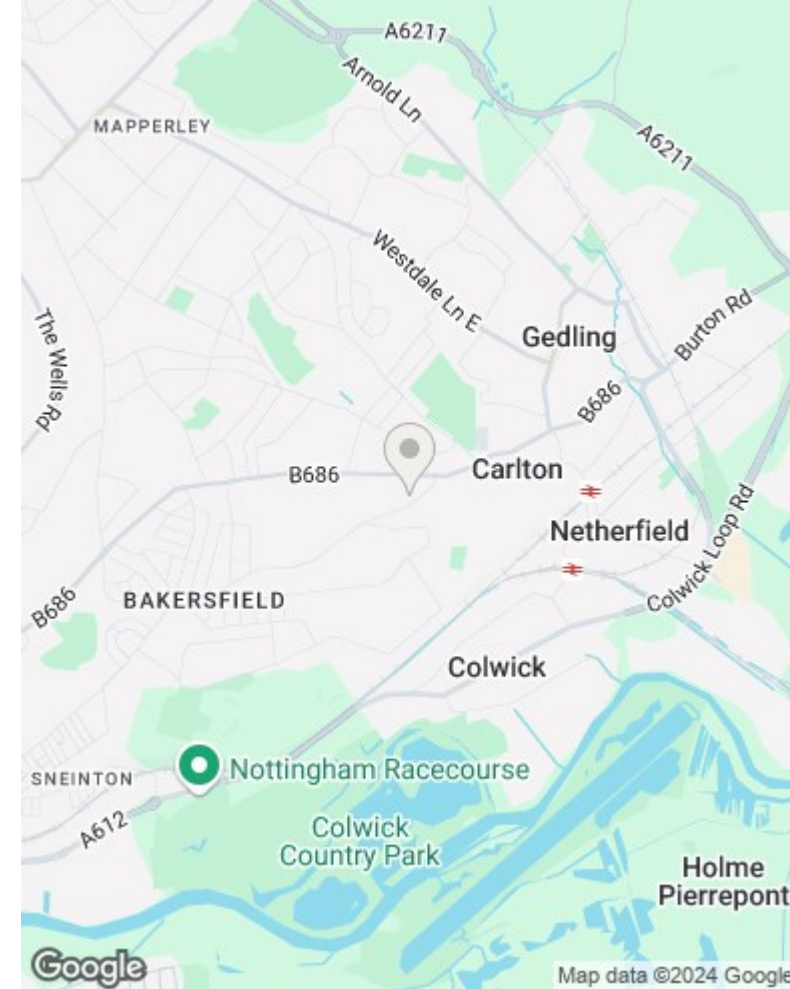 A6211
Arnold Ln
MAPPERLEY
A6211
Westdale Ln E
The Wells Rd
Gedling
Burton Rd
B686
B686
Carlton
Netherfield
Colwick Loop Rd
B686
BAKERSFIELD
Colwick
SNEINTON
Nottingham Racecourse
A612
Colwick
Country Park
Holme
Pierrepont
Google
Map data ©2024 Google